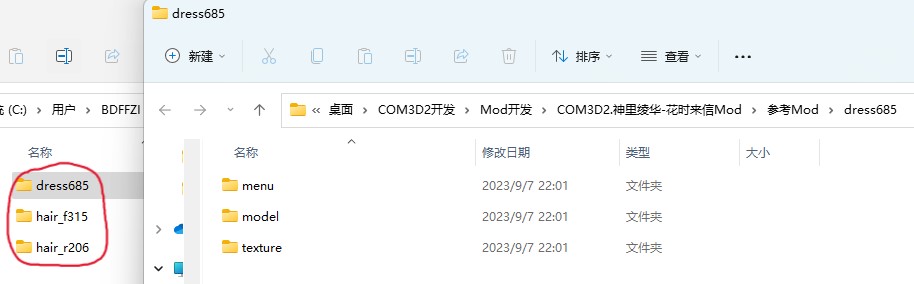 dress685
新建
排序
查看
统 (C:) 用户 BDFFZI
« 桌面 COM3D2开发 Mod开发 COM3D2.神里绫华-花时来信Mod 参考Mod dress685
名称
dress685
hair_f315
hair_r206
名称 修改日期 类型 大小
menu 2023/9/7 22:01 文件夹
model 2023/9/7 22:01 文件夹
texture 2023/9/7 22:01 文件夹